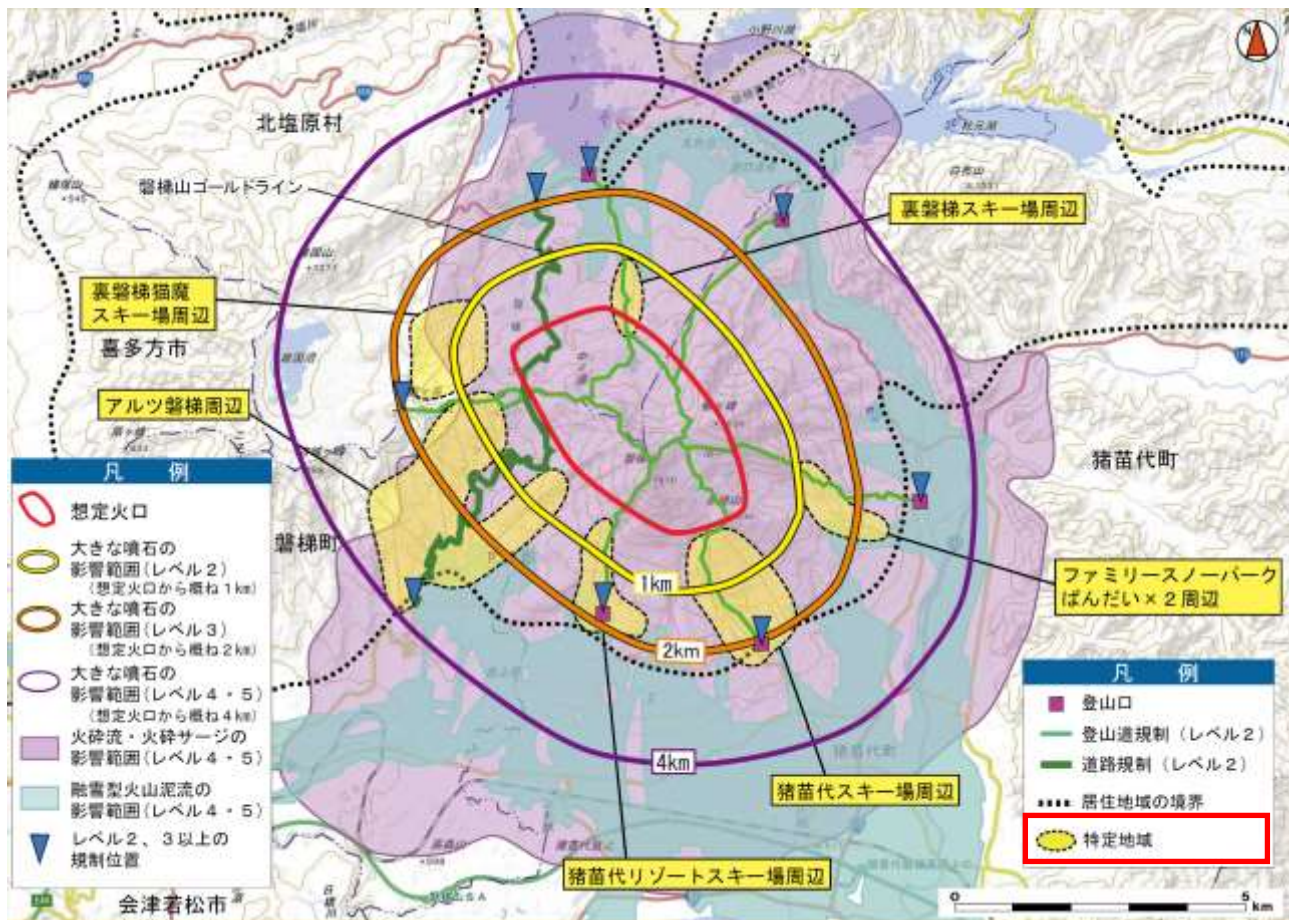 小野川湖
北塩原村
秋元湖
磐梯山ゴールドライン
裏磐梯スキー場周辺
裏磐梯猫魔
スキー場周辺
喜多方市
アルツ磐梯周辺
猪苗代町
磐梯町
ファミリースノーパーク
ばんだい×2周辺
1km
2km
4km
猪苗代スキー場周辺
猪苗代リゾートスキー場周辺
会津若松市
凡 例
想定火口
大きな噴石の
影響範囲(レベル2)
(想定火口から概ね1km)
大きな噴石の
影響範囲(レベル3)
(想定火口から概ね2km)
大きな噴石の
影響範囲(レベル4・5)
(想定火口から概ね4km)
火砕流・火砕サージの
影響範囲(レベル4・5)
融雪型火山泥流の
影響範囲(レベル4・5)
レベル2、3以上の
規制位置
凡 例
登山口
登山道規制(レベル2)
道路規制(レベル2)
居住地域の境界
特定地域
0 5
km